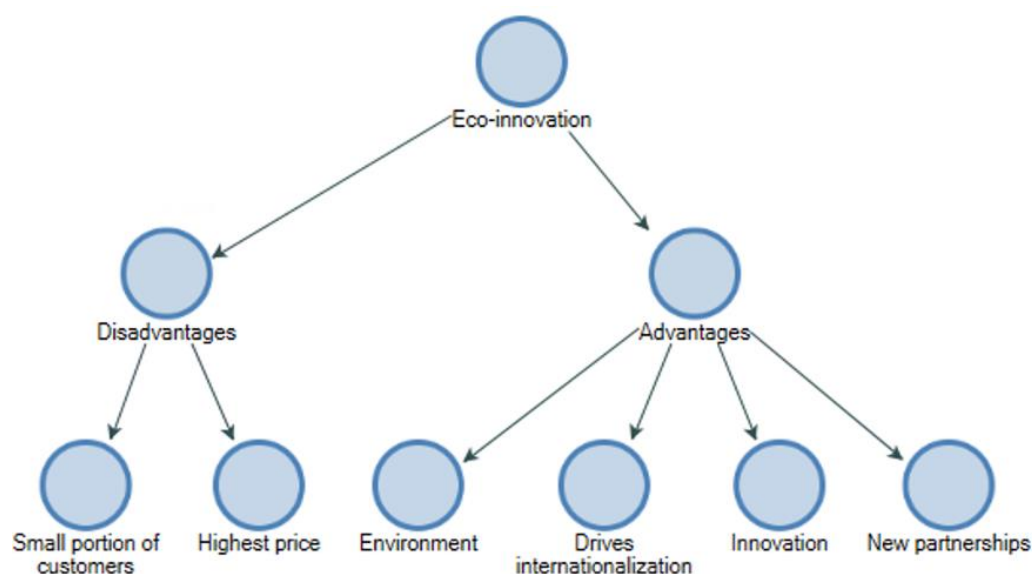 Eco-innovation
Disadvantages
Advantages
Small portion of
customers
Highest price
Environment
Drives
internationalization
Innovation
New partnerships